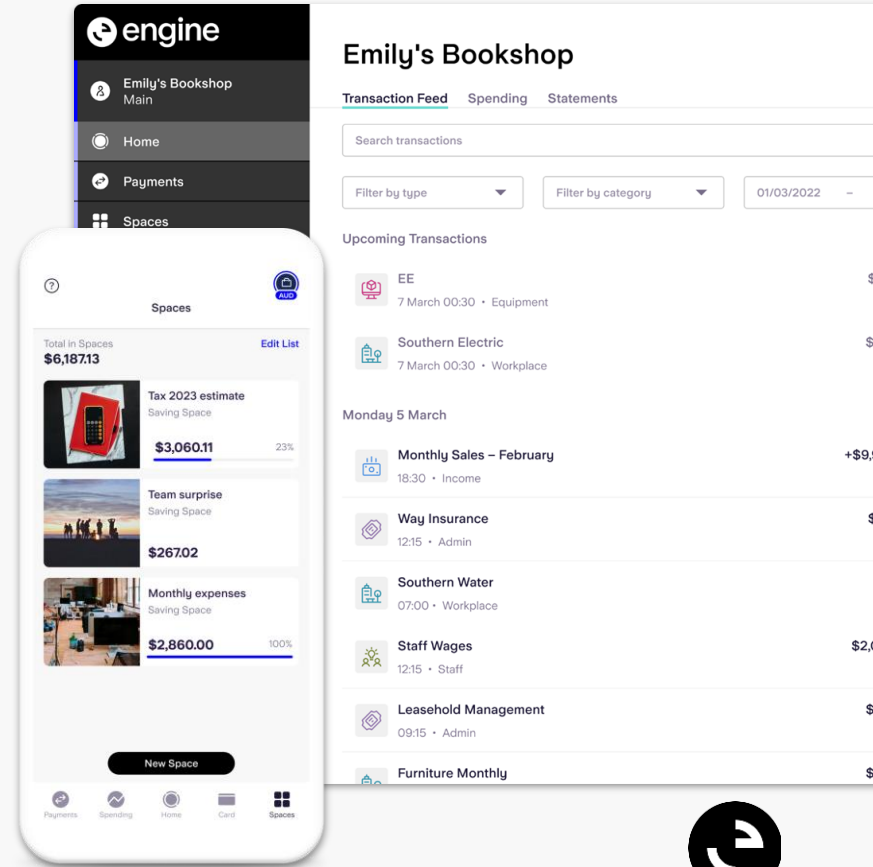 engine
Emily's Bookshop
Main
Home
Payments
Spaces
Emily's Bookshop
Transaction Feed Spending Statements
Search transactions
Filter by type Filter by category 01/03/2022 –
Upcoming Transactions
EE $
7 March 00:30 • Equipment
Southern Electric $
7 March 00:30 • Workplace
Monday 5 March
Monthly Sales – February +$9,
18:30 • Income
Way Insurance $
12:15 • Admin
Southern Water
07:00 • Workplace
Staff Wages $2,
12:15 • Staff
Leasehold Management $
09:15 • Admin
Furniture Monthly $
?
AUD
Spaces
Total in Spaces Edit List
$6,187.13
Tax 2023 estimate
Saving Space
$3,060.11 23%
Team surprise
Saving Space
$267.02
Monthly expenses
Saving Space
$2,860.00 100%
New Space
Payments Spending Home Card Spaces